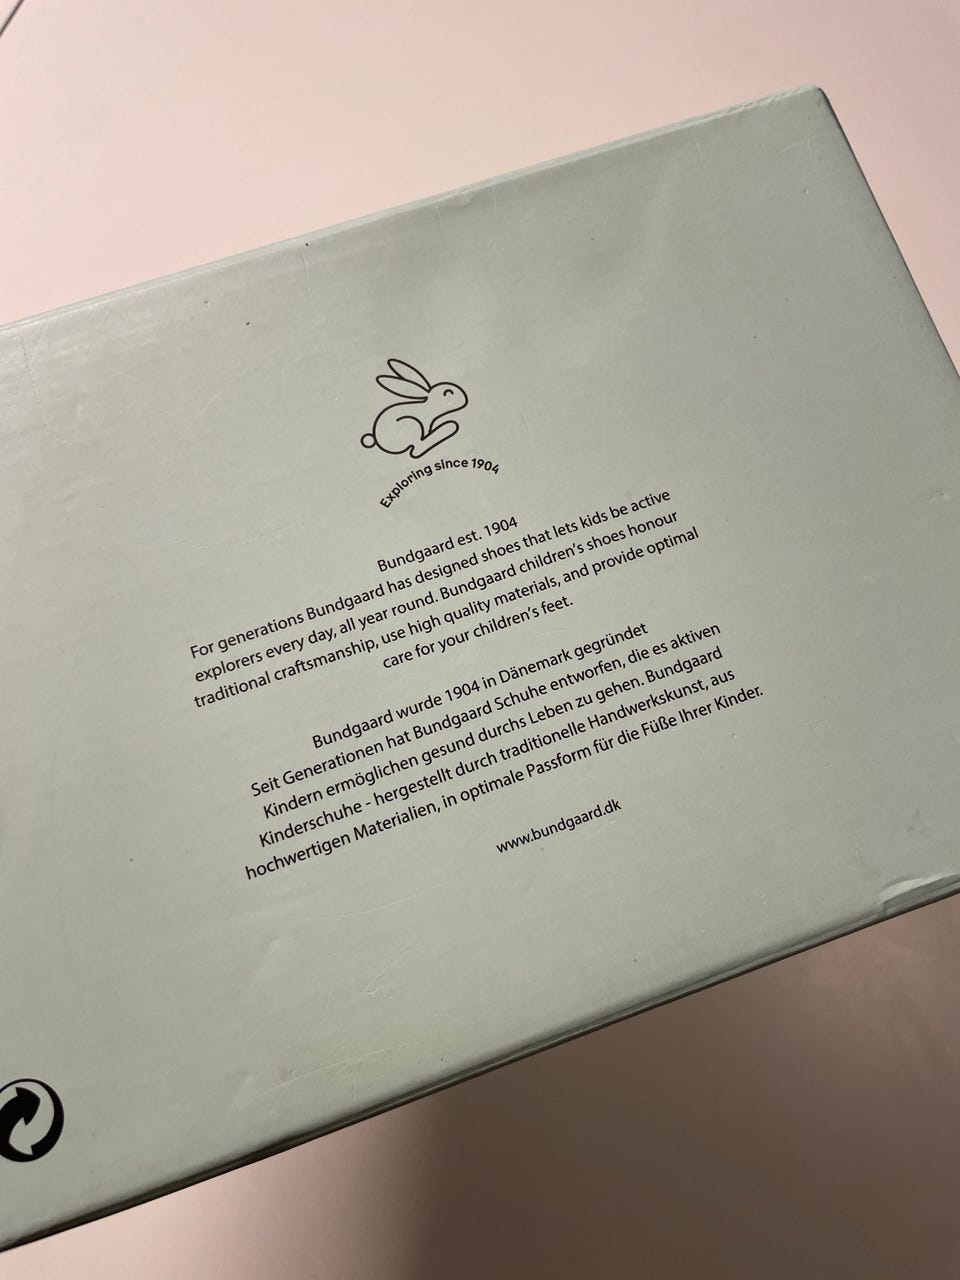 Exploring since 1904
Bundgaard est. 1904
For generations Bundgaard has designed shoes that lets kids be active
explorers every day, all year round. Bundgaard children's shoes honour
traditional craftsmanship, use high quality materials, and provide optimal
care for your children's feet.
Bundgaard wurde 1904 in Dänemark gegründet
Seit Generationen hat Bundgaard Schuhe entworfen, die es aktiven
Kindern ermöglichen gesund durchs Leben zu gehen. Bundgaard
Kinderschuhe - hergestellt durch traditionelle Handwerkskunst, aus
hochwertigen Materialien, in optimale Passform für die Füße Ihrer Kinder.
www.bundgaard.dk